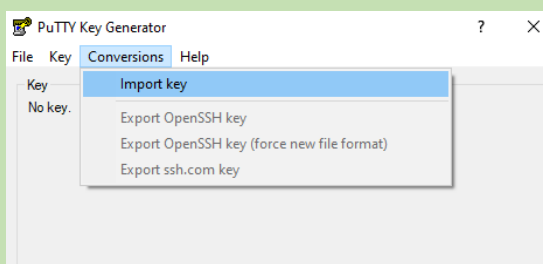 PuTTY Key Generator ? ×
File Key Conversions Help
Key
Import key
No key.
Export OpenSSH key
Export OpenSSH key (force new file format)
Export ssh.com key